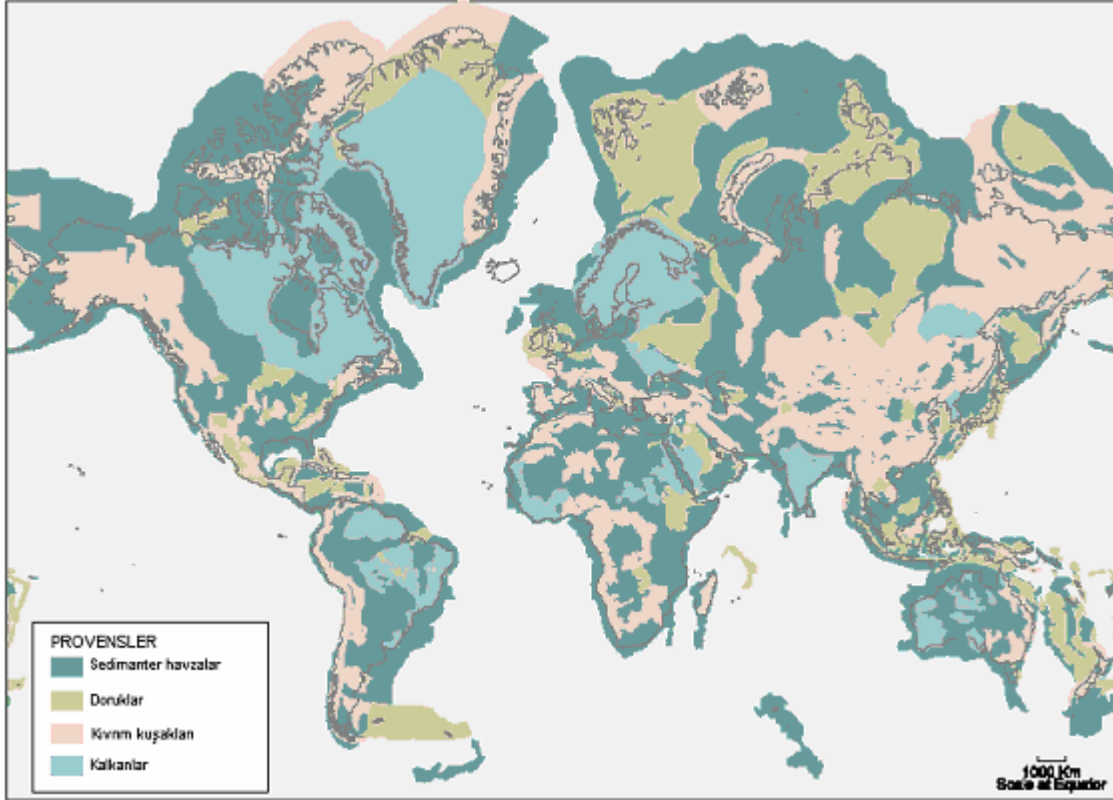 PROVENSLER
Sedimanter havzalar
Doruklar
Kıvrım kuşakları
Kalkanlar
1000 Km
Scale at Equator